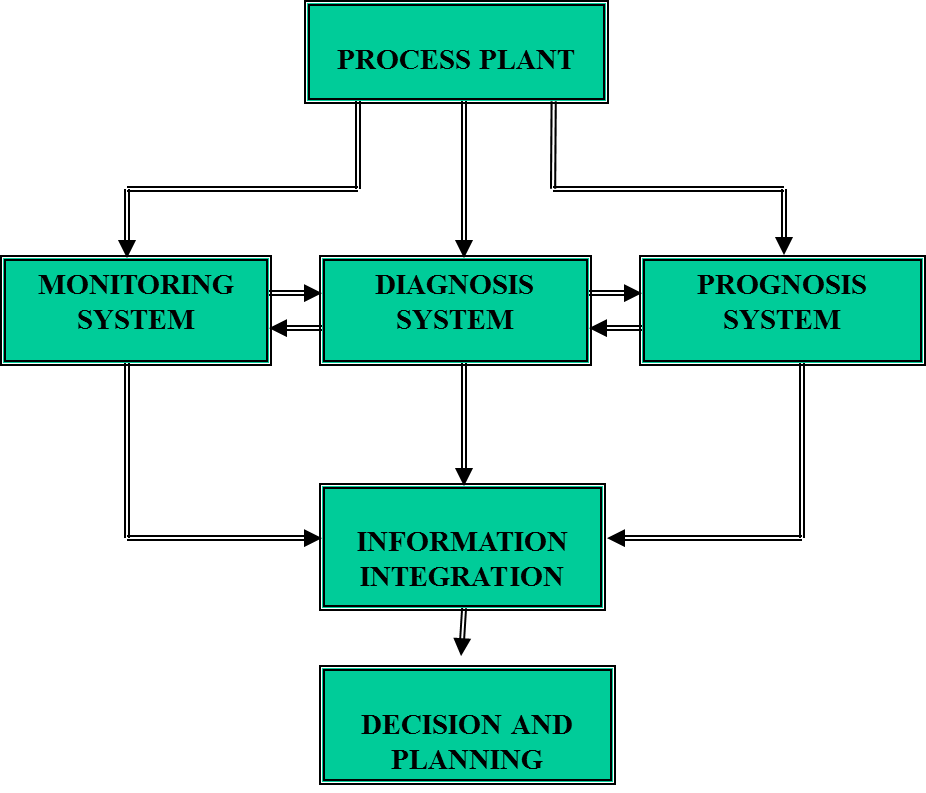 PROCESS PLANT
MONITORING
SYSTEM
DIAGNOSIS
SYSTEM
PROGNOSIS
SYSTEM
INFORMATION
INTEGRATION
DECISION AND
PLANNING